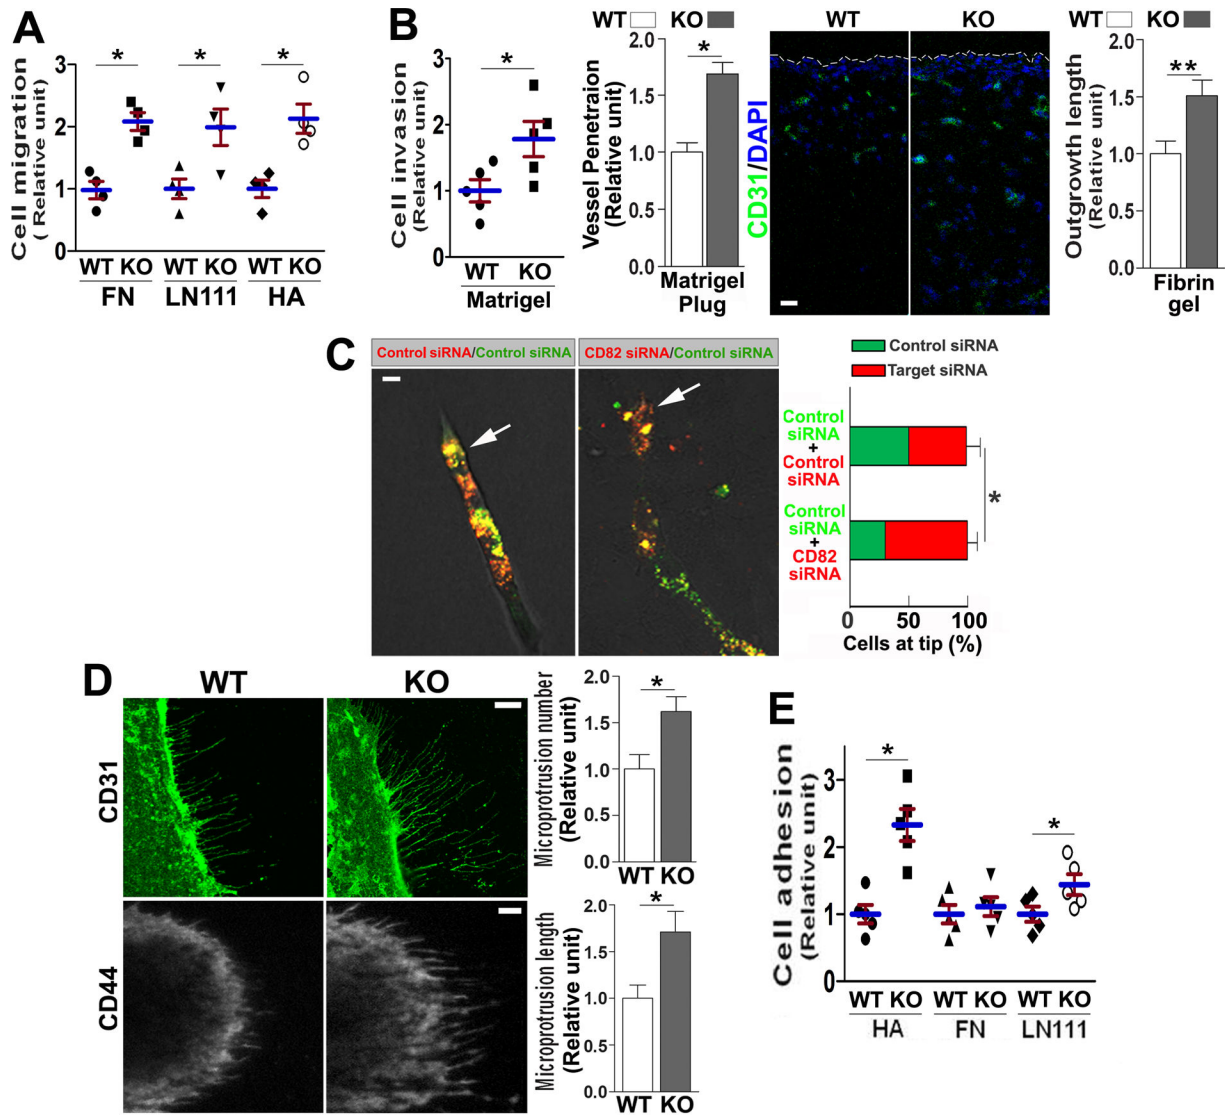 A
Cell migration
( Relative unit)
3
2
1
0
*
*
*
WT KO
WT KO
WT KO
FN
LN111
HA
B
Cell invasion
(Relative unit)
3
2
1
0
*
WT
KO
Matrigel
WT
KO
Vessel Penetraion
(Relative unit)
2.0
1.5
1.0
0.5
0.0
*
Matrigel
Plug
WT
KO
CD31/DAPI
WT
KO
Outgrowth length
(Relative unit)
2.0
1.5
1.0
0.5
0.0
**
Fibrin
gel
C
Control siRNA/Control siRNA
CD82 siRNA/Control siRNA
Control siRNA
Target siRNA
Control
siRNA
+
Control
siRNA
Control
siRNA
+
CD82
siRNA
*
0
50
100
Cells at tip (%)
D
WT
KO
CD31
CD44
Microprotrusion number
(Relative unit)
2.0
1.5
1.0
0.5
0.0
*
WT KO
Microprotrusion length
(Relative unit)
2.0
1.5
1.0
0.5
0.0
*
WT KO
E
Cell adhesion
(Relative unit)
3
2
1
0
*
*
WT KO
WT KO
WT KO
HA
FN
LN111